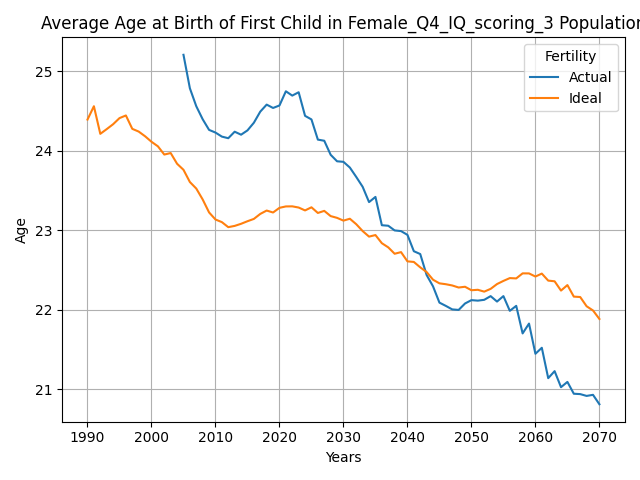 Average Age at Birth of First Child in Female_Q4_IQ_scoring_3 Population
Fertility
Actual
Ideal
25
24
23
22
21
Age
1990 2000 2010 2020 2030 2040 2050 2060 2070
Years